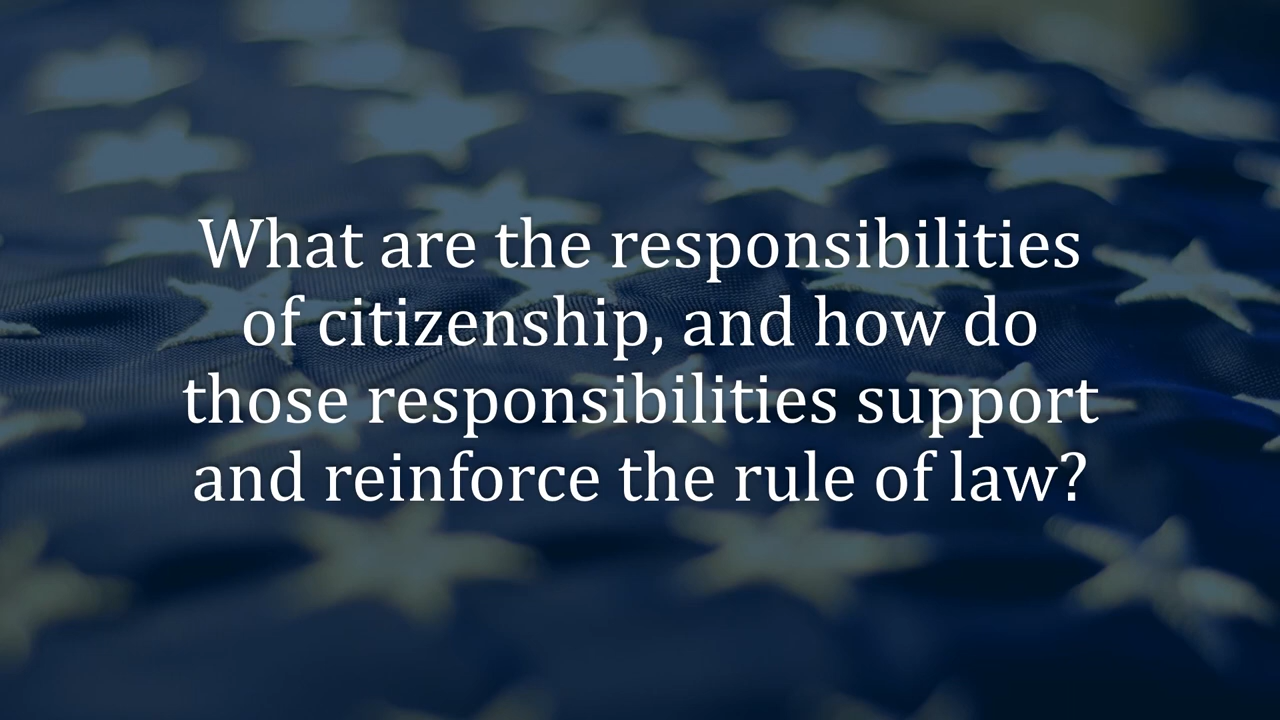 What are the responsibilities
of citizenship, and how do
those responsibilities support
and reinforce the rule of law?